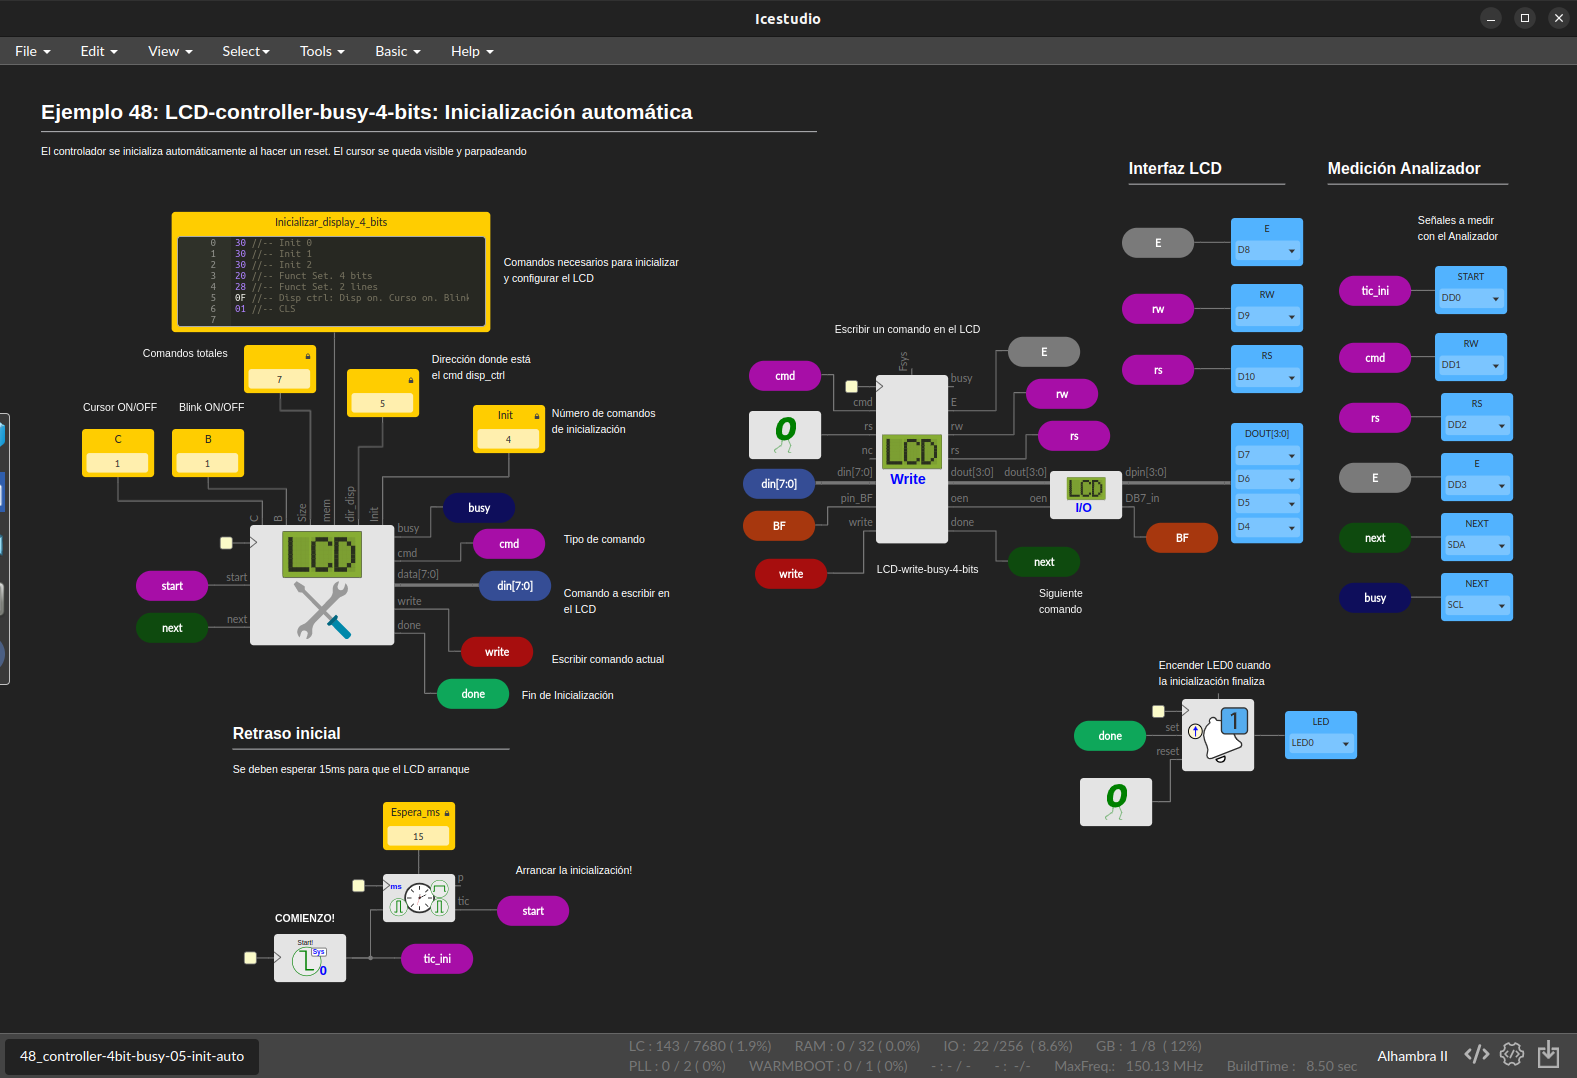 Icestudio
File Edit View Select Tools Basic Help
Ejemplo 48: LCD-controller-busy-4-bits: Inicialización automática
El controlador se inicializa automáticamente al hacer un reset. El cursor se queda visible y parpadeando
Inicializar_display_4_bits
0 30 //-- Init 0
1 30 //-- Init 1
2 30 //-- Init 2
3 20 //-- Funct Set. 4 bits
4 28 //-- Funct Set. 2 lines
5 0F //-- Disp ctrl: Disp on. Curso on. Blink
6 01 //-- CLS
7
Comandos necesarios para inicializar
y configurar el LCD
Comandos totales
7
Dirección donde está
el cmd disp_ctrl
5
Cursor ON/OFF
Blink ON/OFF
C
1
B
1
Init
4
Número de comandos
de inicialización
C
B
Size
mem
dir_disp
Init
LCD
start
start
next
next
busy
busy
cmd
cmd
Tipo de comando
data[7:0]
din[7:0]
Comando a escribir en
el LCD
write
write
Escribir comando actual
done
done
Fin de Inicialización
Retraso inicial
Se deben esperar 15ms para que el LCD arranque
Espera_ms
15
ms
p
tic
Arrancar la inicialización!
start
COMIENZO!
Start!
Sys
0
tic_ini
Escribir un comando en el LCD
cmd
0
din[7:0]
BF
write
Fsys
cmd
rs
nc
din[7:0]
pin_BF
write
LCD
Write
LCD-write-busy-4-bits
busy
E
rw
rs
dout[3:0]
oen
done
E
rw
rs
next
Siguiente
comando
dout[3:0]
oen
LCD
I/O
dpin[3:0]
DB7_in
BF
Interfaz LCD
E
E
D8
rw
RW
D9
rs
RS
D10
DOUT[3:0]
D7
D6
D5
D4
Medición Analizador
Señales a medir
con el Analizador
tic_ini
START
DD0
cmd
RW
DD1
rs
RS
DD2
E
E
DD3
next
NEXT
SDA
busy
NEXT
SCL
Encender LED0 cuando
la inicialización finaliza
done
set
reset
1
0
LED
LED0
48_controller-4bit-busy-05-init-auto
LC : 143 / 7680 ( 1.9%) RAM : 0 / 32 ( 0.0%) IO : 22 /256 ( 8.6%) GB : 1 /8 ( 12%)
PLL : 0 / 2 ( 0%) WARMBOOT : 0 / 1 ( 0%) - : - / - - : -/- MaxFreq.: 150.13 MHz BuildTime : 8.50 sec
Alhambra II